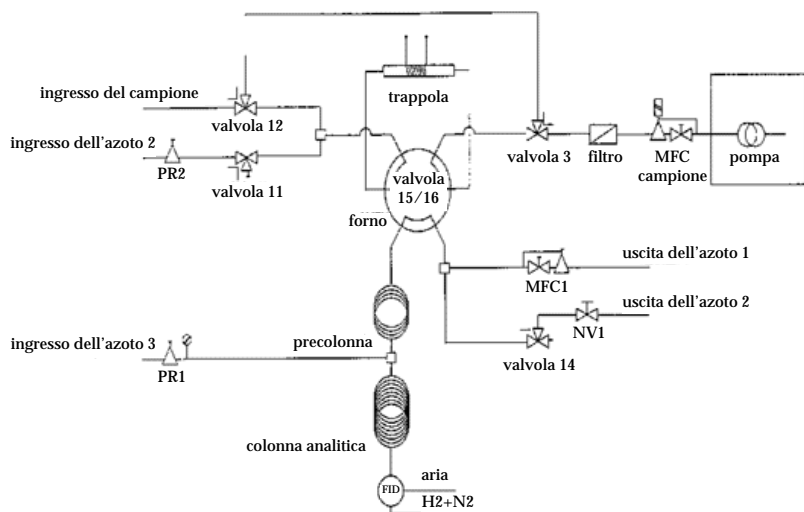 trappola
ingresso del campione
valvola 12
ingresso dell'azoto 2
PR2
valvola 11
valvola 3
filtro
MFC
campione
pompa
valvola
15/16
forno
uscita dell'azoto 1
MFC1
uscita dell'azoto 2
NV1
valvola 14
precolonna
ingresso dell'azoto 3
PR1
colonna analitica
aria
FID
H2+N2